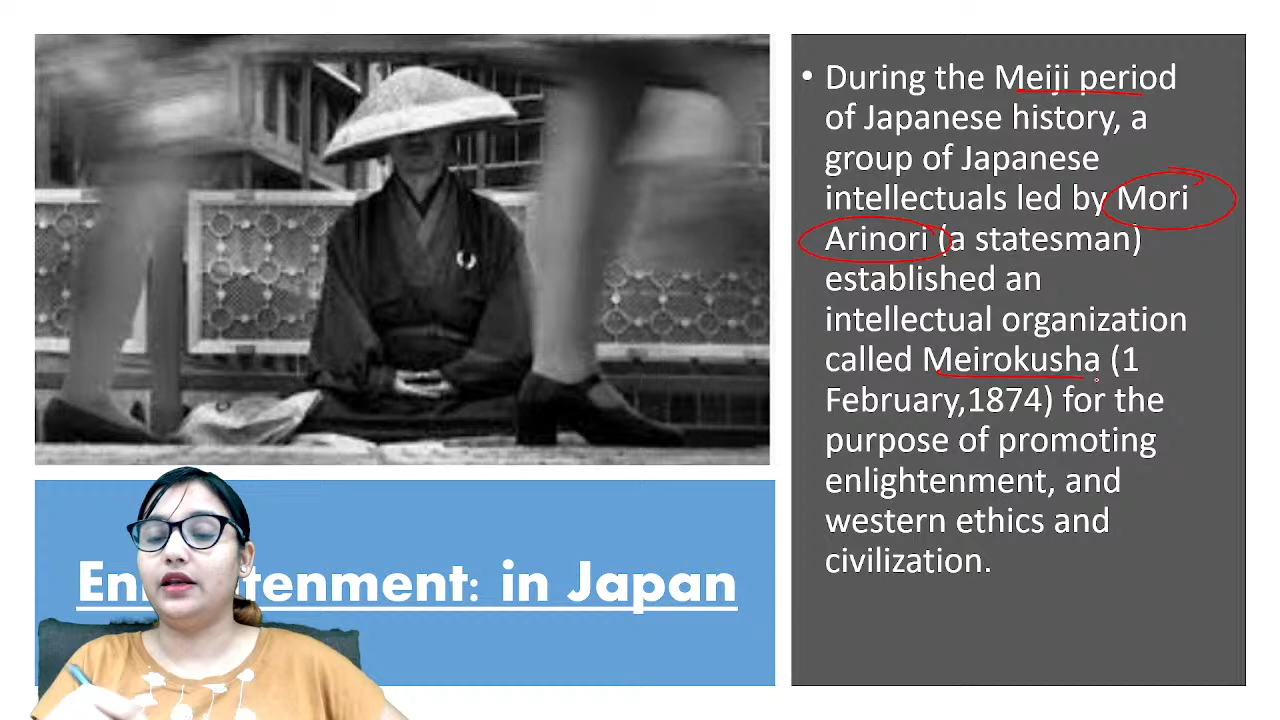 • During the Meiji period
of Japanese history, a
group of Japanese
intellectuals led by Mori
Arinori (a statesman)
established an
intellectual organization
called Meirokusha (1
February,1874) for the
purpose of promoting
enlightenment, and
western ethics and
civilization.
in Japan